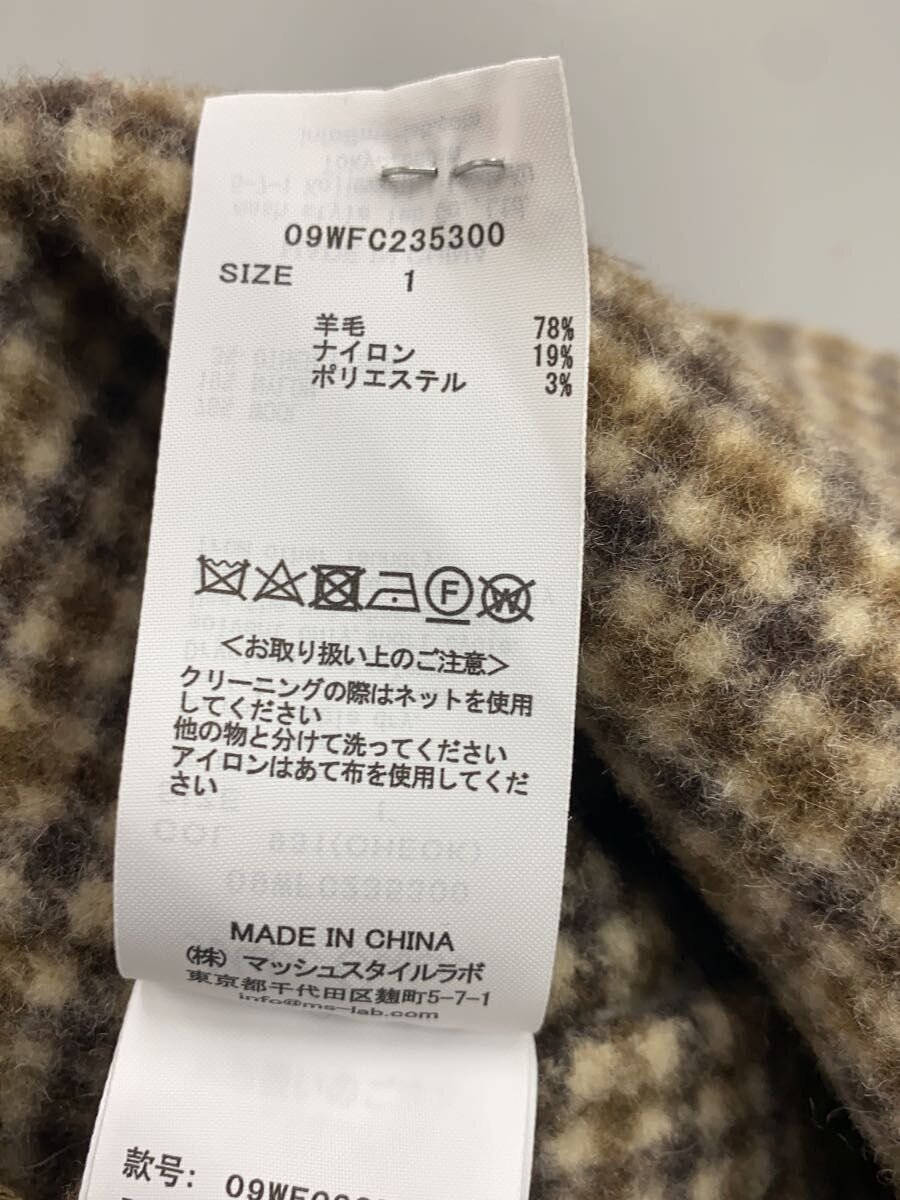 09WFC235300
SIZE 1
羊毛 78%
ナイロン 19%
ポリエステル 3%
F W
<お取り扱い上のご注意>
クリーニングの際はネットを使用
してください
他の物と分けて洗ってください
アイロンはあて布を使用してくだ
さい
MADE IN CHINA
(株) マッシュスタイルラボ
東京都千代田区麹町5-7-1
info@ms-lab.com
款号: